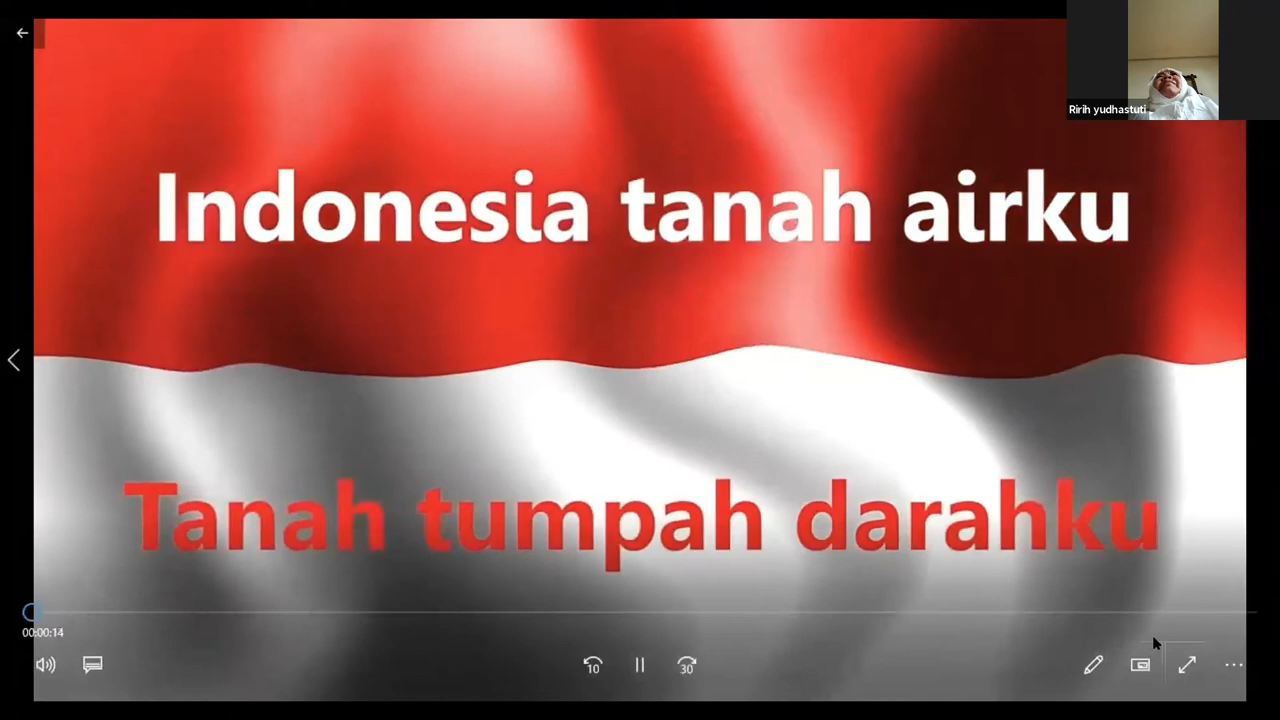 Ririh yudhastuti
Indonesia tanah airku
Tanah tumpah darahku
00:00:14
10
30